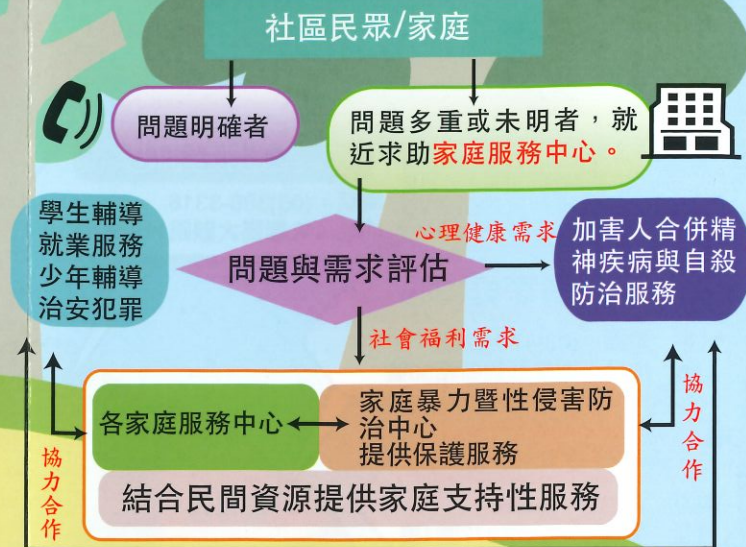 社區民眾/家庭
問題明確者
問題多重或未明者，就
近求助家庭服務中心。
學生輔導
就業服務
少年輔導
治安犯罪
問題與需求評估
心理健康需求
加害人合併精
神疾病與自殺
防治服務
社會福利需求
各家庭服務中心
家庭暴力暨性侵害防
治中心
提供保護服務
結合民間資源提供家庭支持性服務
協力合作
協力合作